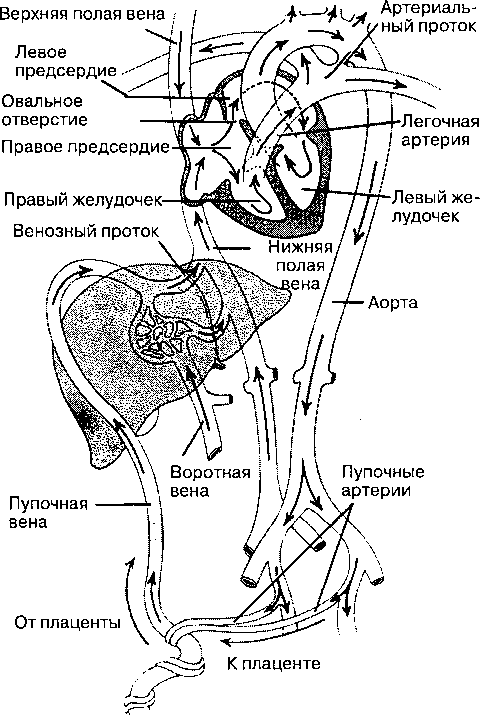 Верхняя полая вена
Артериаль-
ный проток
Левое
предсердие
Овальное
отверстие
Правое предсердие
Легочная
артерия
Правый желудочек
Левый же-
лудочек
Венозный проток
Нижняя
полая
вена
Аорта
Воротная
вена
Пупочные
артерии
Пупочная
вена
От плаценты
К плаценте